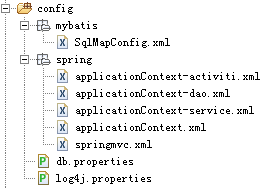 config
mybatis
SqlMapConfig.xml
spring
applicationContext-activiti.xml
applicationContext-dao.xml
applicationContext-service.xml
applicationContext.xml
springmvc.xml
db.properties
log4j.properties